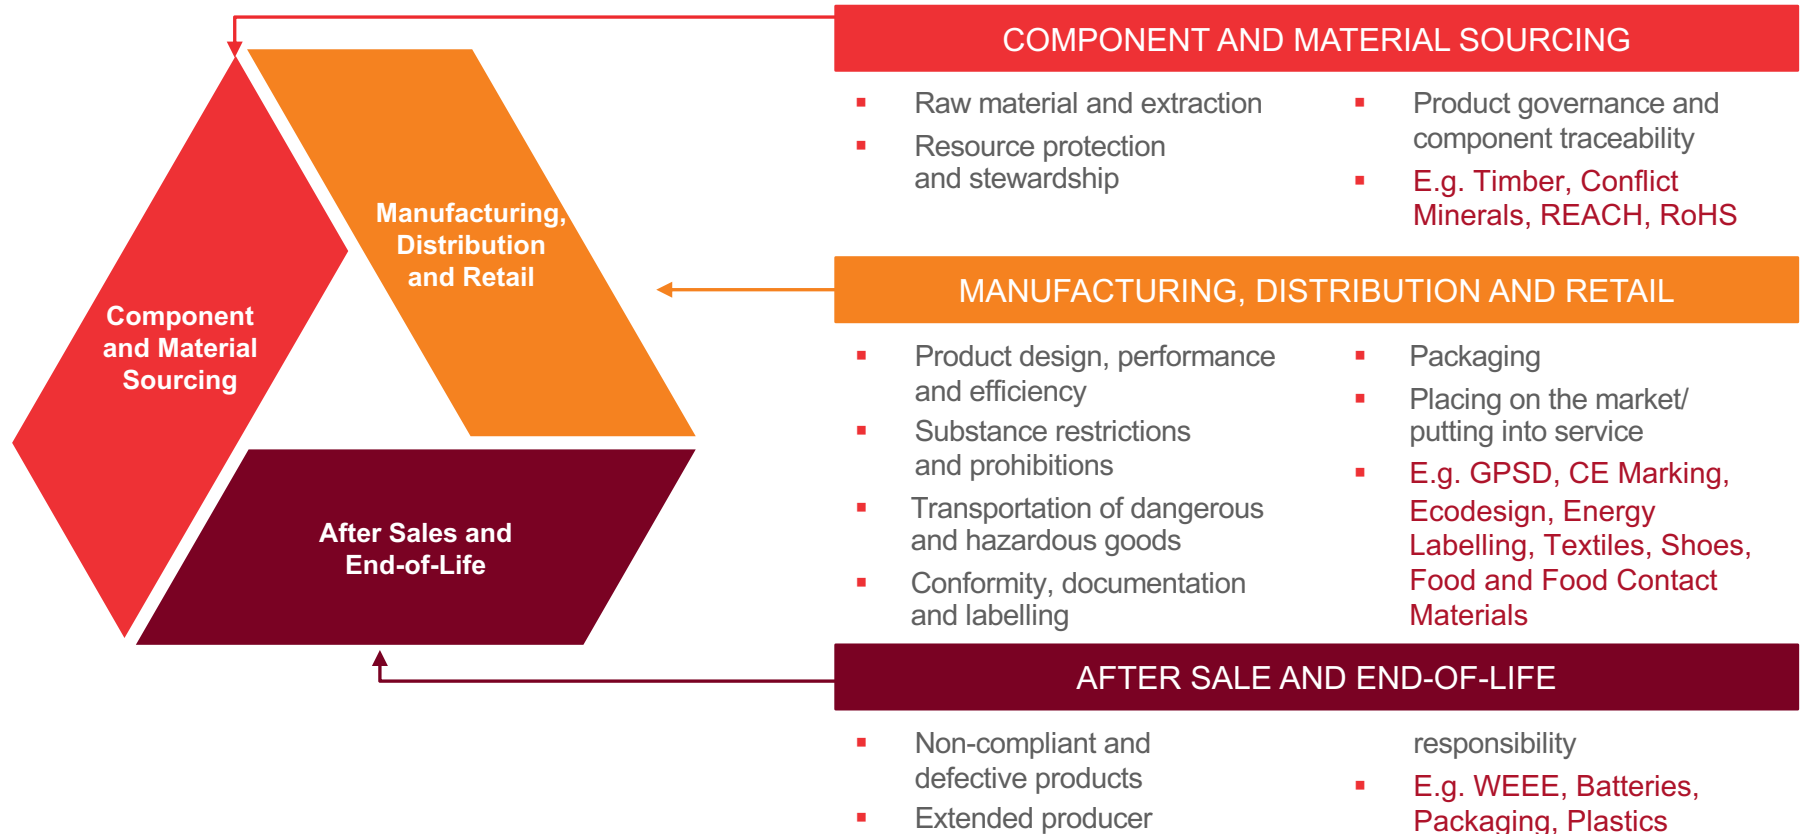 Manufacturing,
Distribution
and Retail
Component
and Material
Sourcing
After Sales and
End-of-Life
COMPONENT AND MATERIAL SOURCING
Raw material and extraction
Resource protection
and stewardship
Product governance and
component traceability
E.g. Timber, Conflict
Minerals, REACH, RoHS
MANUFACTURING, DISTRIBUTION AND RETAIL
Product design, performance
and efficiency
Substance restrictions
and prohibitions
Transportation of dangerous
and hazardous goods
Conformity, documentation
and labelling
Packaging
Placing on the market/
putting into service
E.g. GPSD, CE Marking,
Ecodesign, Energy
Labelling, Textiles, Shoes,
Food and Food Contact
Materials
AFTER SALE AND END-OF-LIFE
Non-compliant and
defective products
Extended producer
responsibility
E.g. WEEE, Batteries,
Packaging, Plastics